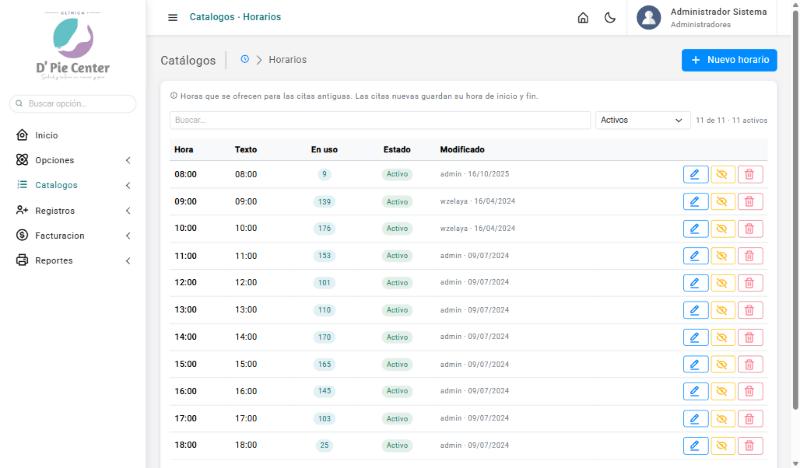 CLINICA
D' Pie Center
Buscar opción...
Inicio
Opciones
Catalogos
Registros
Facturacion
Reportes
Catalogos - Horarios
Administrador Sistema
Administradores
Catálogos
Horarios
Nuevo horario
Horas que se ofrecen para las citas antiguas. Las citas nuevas guardan su hora de inicio y fin.
Buscar...
Activos
11 de 11 · 11 activos
Hora Texto En uso Estado Modificado
08:00 08:00 9 Activo admin · 16/10/2025
09:00 09:00 139 Activo wzelaya · 16/04/2024
10:00 10:00 176 Activo wzelaya · 16/04/2024
11:00 11:00 153 Activo admin · 09/07/2024
12:00 12:00 101 Activo admin · 09/07/2024
13:00 13:00 110 Activo admin · 09/07/2024
14:00 14:00 170 Activo admin · 09/07/2024
15:00 15:00 165 Activo admin · 09/07/2024
16:00 16:00 145 Activo admin · 09/07/2024
17:00 17:00 103 Activo admin · 09/07/2024
18:00 18:00 25 Activo admin · 09/07/2024